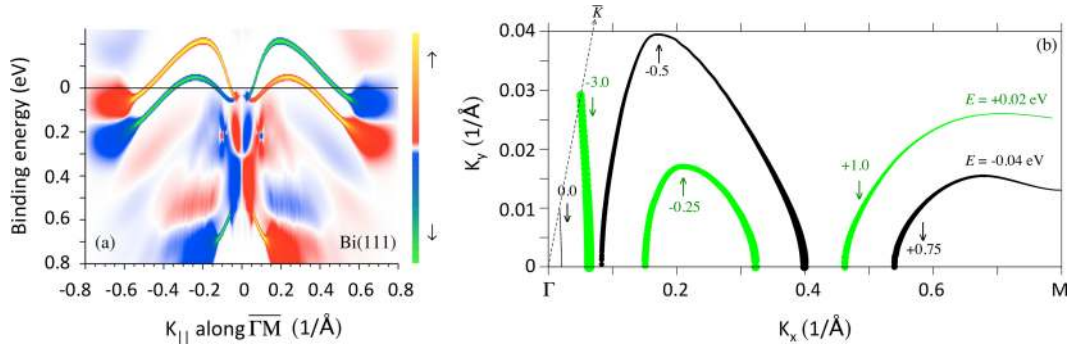 Binding energy (eV)
0
0.2
0.4
0.6
0.8
(a)
Bi(111)
↑
↓
-0.8 -0.6 -0.4 -0.2 0 0.2 0.4 0.6 0.8
K|| along ΓM (1/Å)
K
(b)
K_y (1/Å)
0.04
0.03
0.02
0.01
0
-3.0
↓
↑
-0.5
E = +0.02 eV
E = -0.04 eV
+1.0
↓
0.0
↓
↑
-0.25
↓
+0.75
Γ 0.2 0.4 0.6 M
K_x (1/Å)